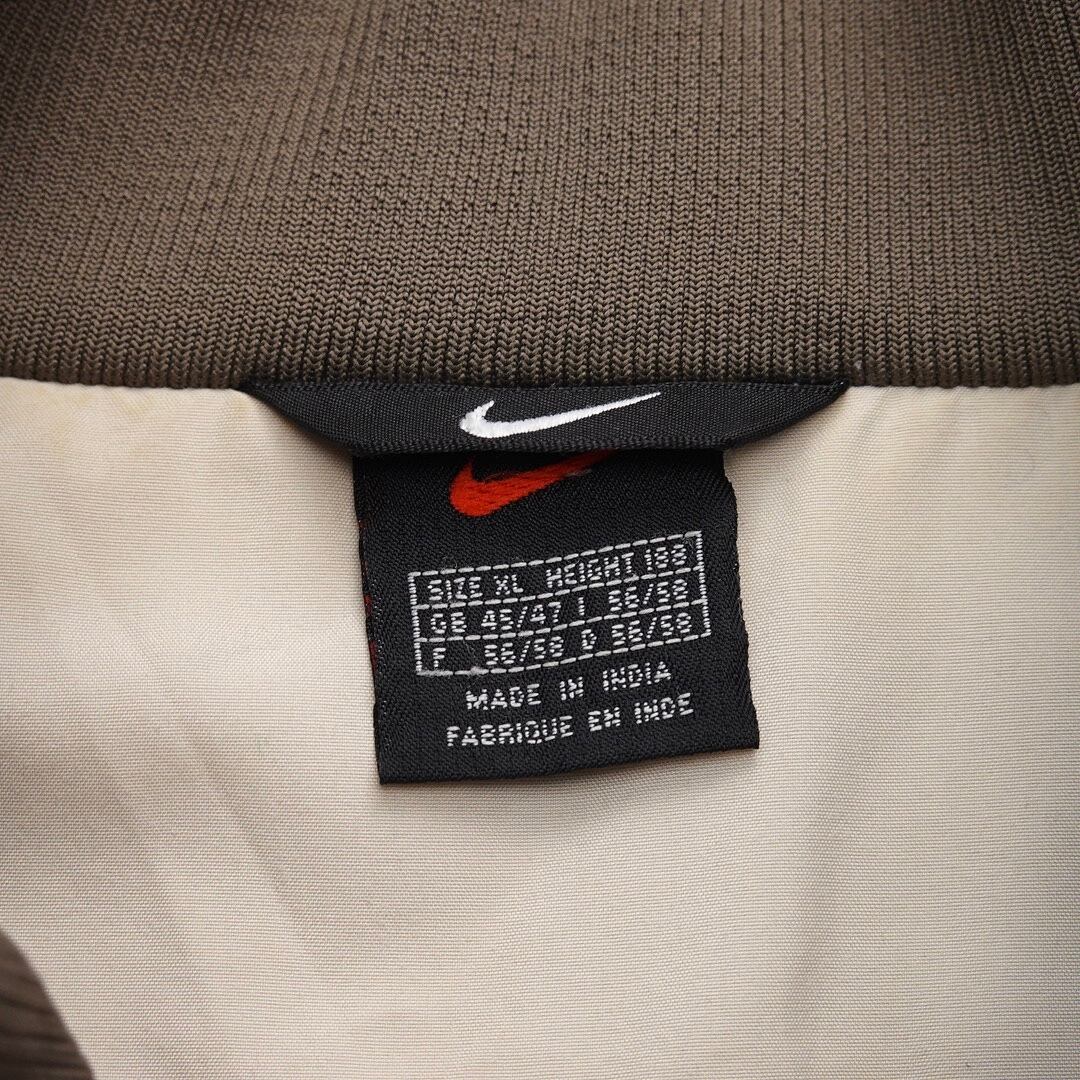 SIZE XL HEIGHT 188
GB 45/47 I 56/58
F 56/58 D 56/58
MADE IN INDIA
FABRIQUE EN INDE